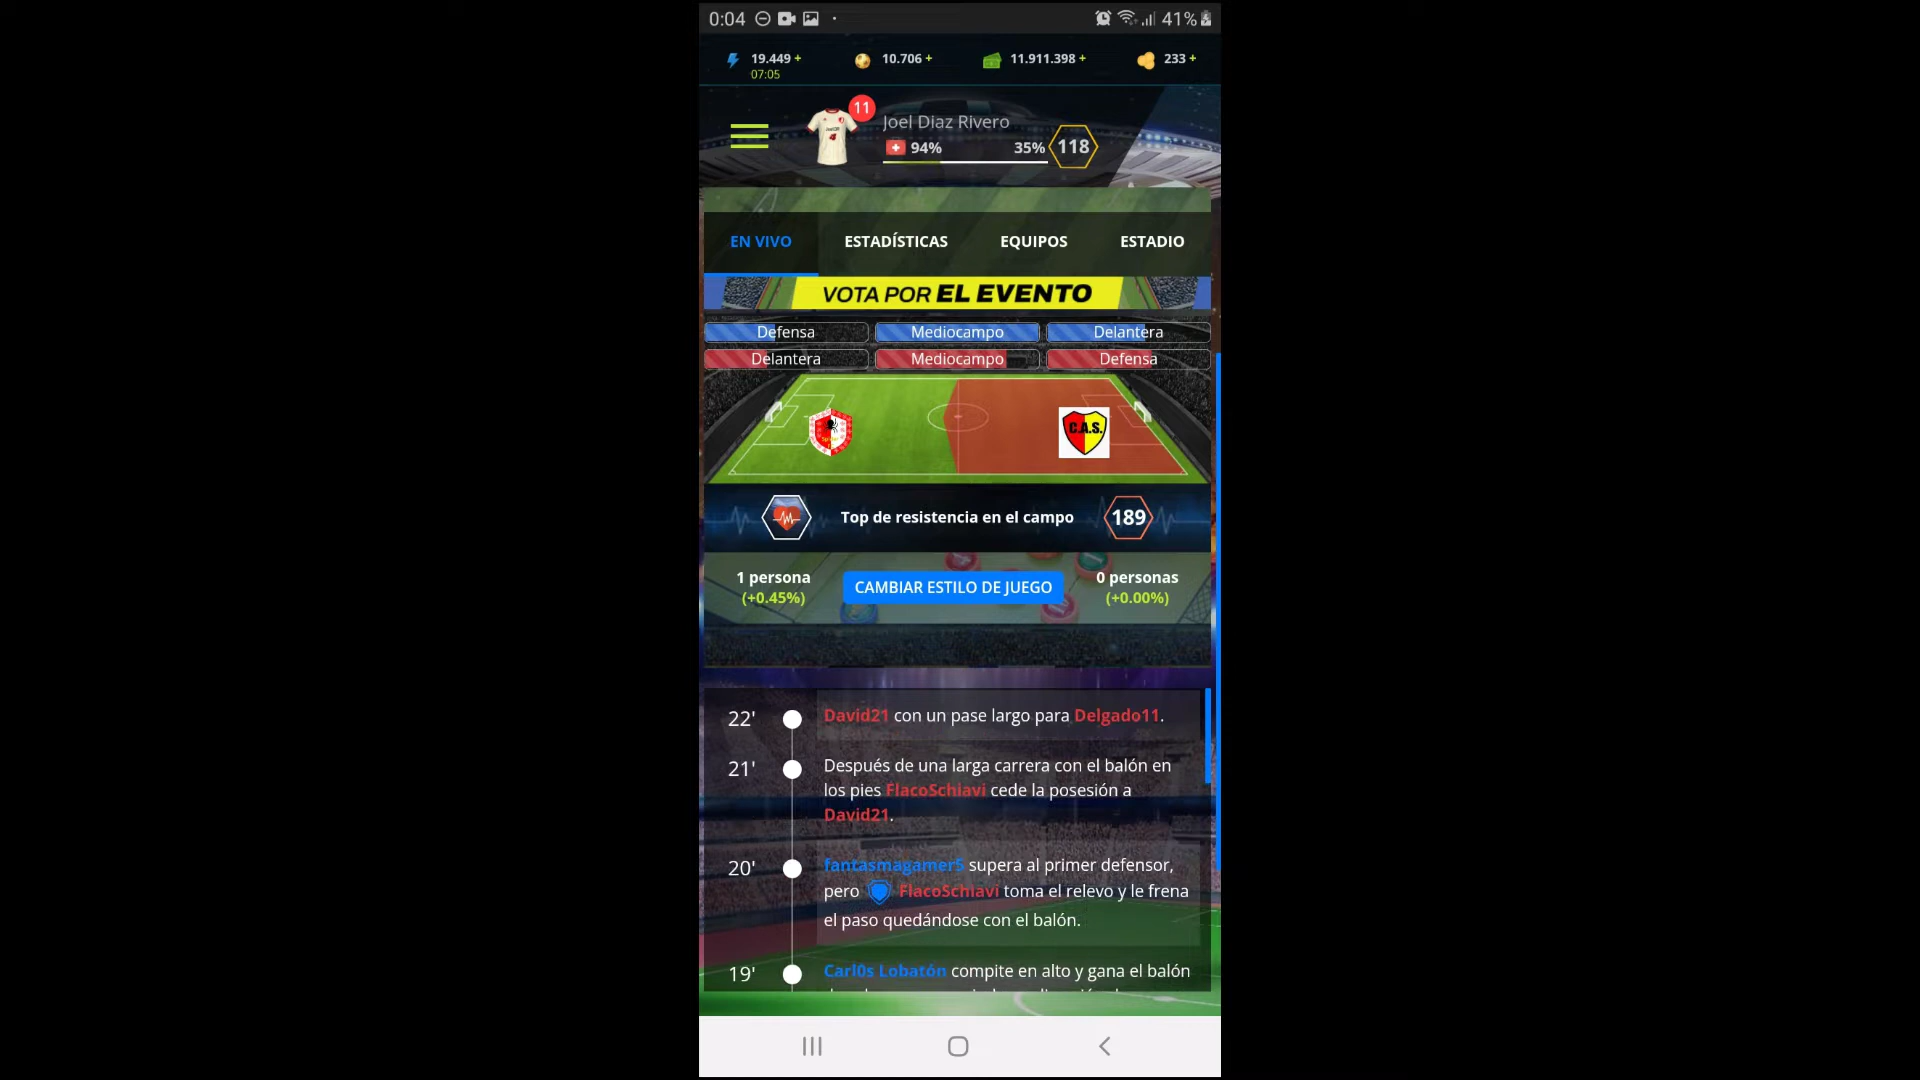 0:04
41%
19.449 +
07:05
10.706 +
11.911.398 +
233 +
11
Joel Diaz Rivero
94%
35%
118
EN VIVO
ESTADÍSTICAS
EQUIPOS
ESTADIO
VOTA POR EL EVENTO
Defensa
Mediocampo
Delantera
Delantera
Mediocampo
Defensa
C.A.S.
Top de resistencia en el campo
189
1 persona
(+0.45%)
CAMBIAR ESTILO DE JUEGO
0 personas
(+0.00%)
22'
David21 con un pase largo para Delgado11.
21'
Después de una larga carrera con el balón en
los pies FlacoSchiavi cede la posesión a
David21.
20'
fantasmagamer5 supera al primer defensor,
pero FlacoSchiavi toma el relevo y le frena
el paso quedándose con el balón.
19'
Carl0s Lobatón compite en alto y gana el balón